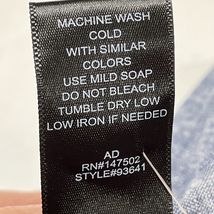 MACHINE WASH
COLD
WITH SIMILAR
COLORS
USE MILD SOAP
DO NOT BLEACH
TUMBLE DRY LOW
LOW IRON IF NEEDED
AD
RN#147502
STYLE#93641